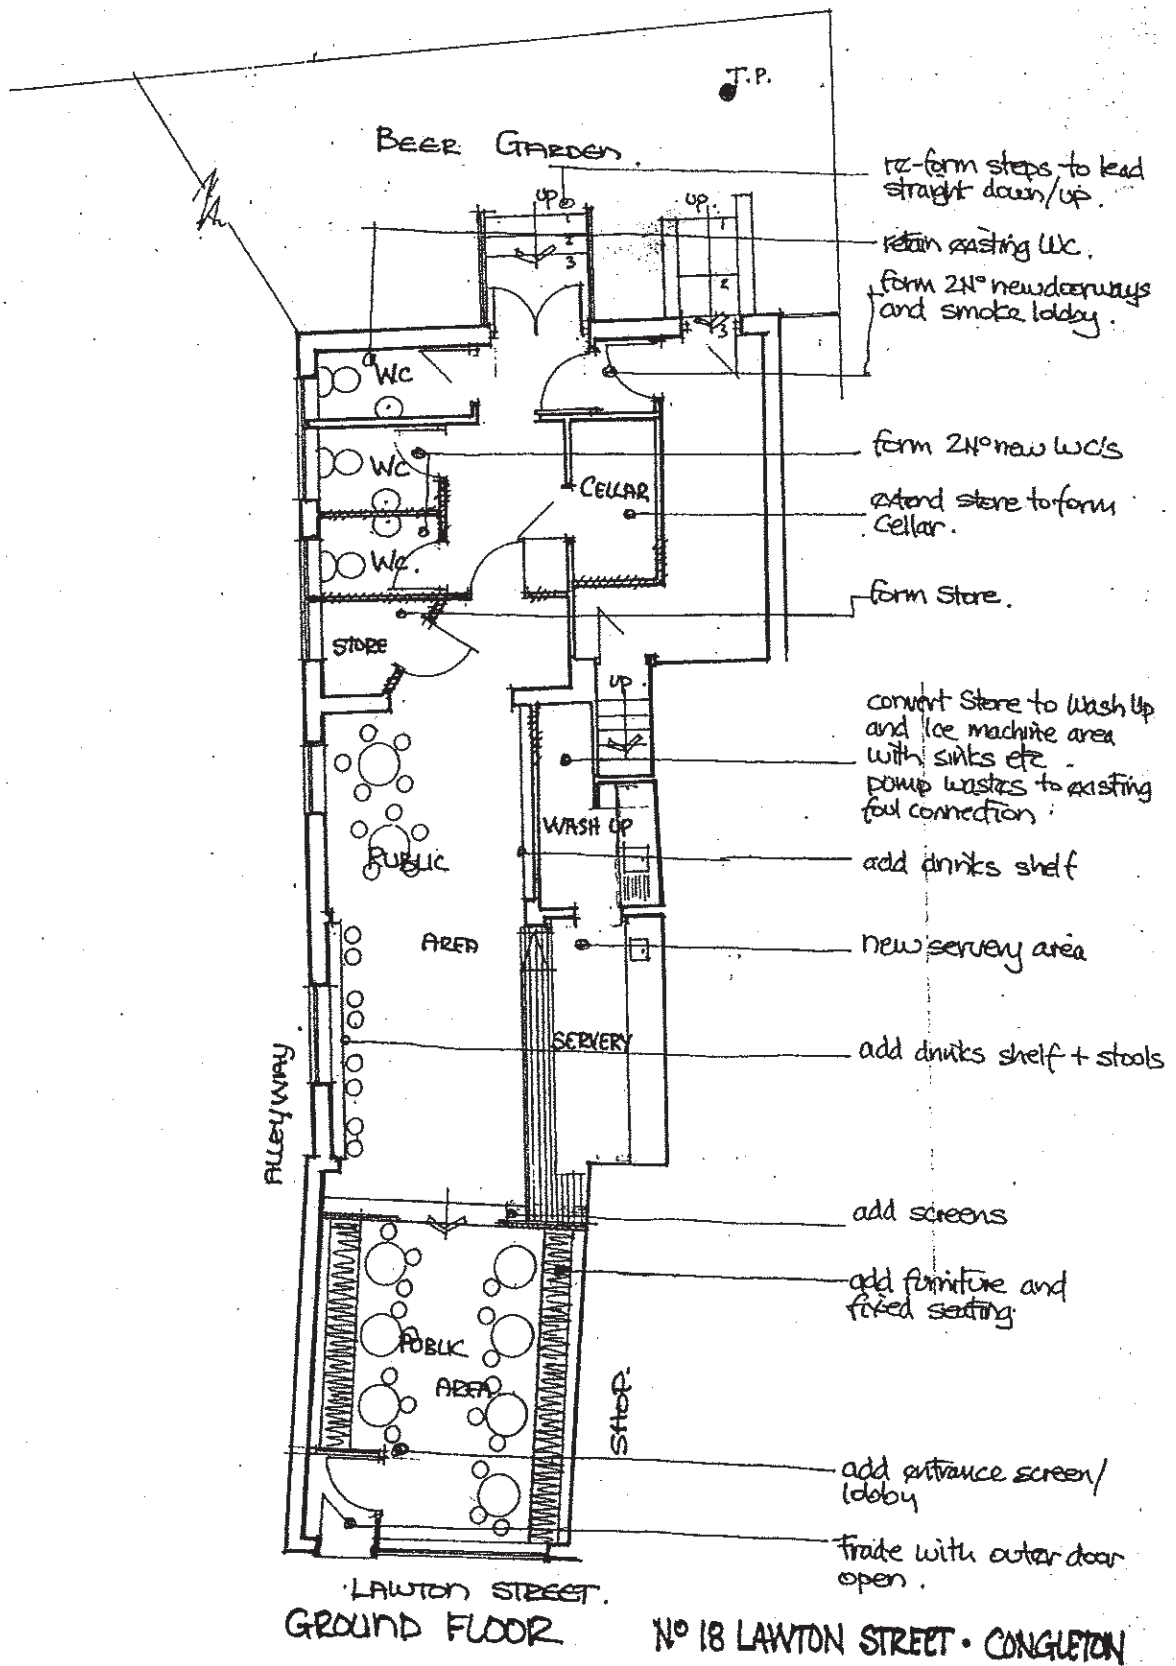 T.P.
BEER GARDEN.
re-form steps to lead
straight down/up.
UP
1
2
3
UP.
1
2
3
retain existing WC.
form 2No new doorways
and smoke lobby.
WC
form 2No new WC's
WC
CELLAR
extend store to form
Cellar.
WC.
form Store.
STORE
UP.
convert Store to Wash Up
and Ice machine area
with sinks etc.
pump wastes to existing
foul connection.
WASH UP
PUBLIC
add drinks shelf
AREA
new servery area
SERVERY
add drinks shelf + stools
ALLEYWAY
add screens
add furniture and
fixed seating.
PUBLIC
AREA
SHOP.
add entrance screen/
lobby
trade with outer door
open.
LAWTON STREET.
GROUND FLOOR
No 18 LAWTON STREET • CONGLETON